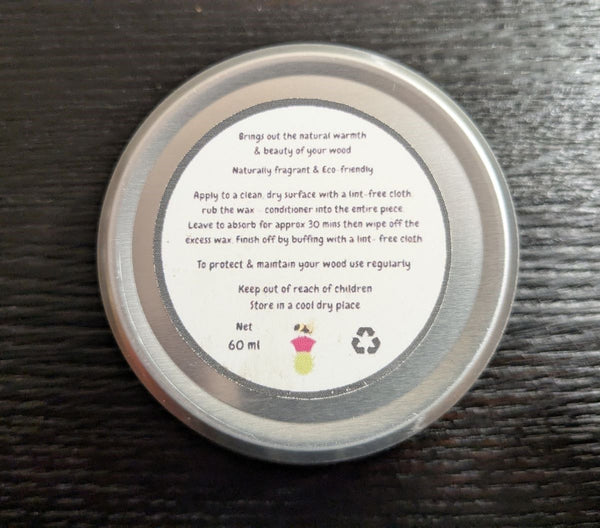 Brings out the natural warmth
& beauty of your wood
Naturally fragrant & Eco-friendly
Apply to a clean, dry surface with a lint-free cloth,
rub the wax - conditioner into the entire piece.
Leave to absorb for approx 30 mins then wipe off the
excess wax, finish off by buffing with a lint- free cloth
To protect & maintain your wood use regularly
Keep out of reach of children
Store in a cool dry place
Net
60 ml